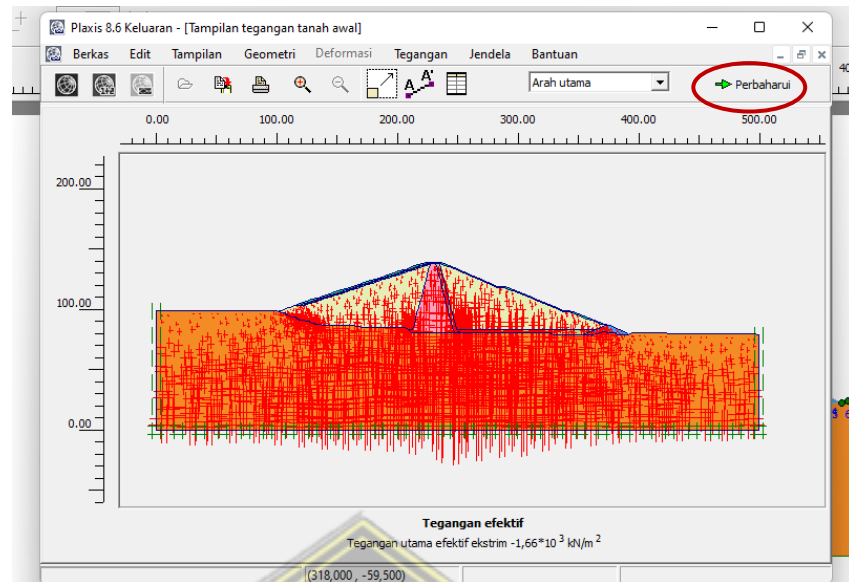 Plaxis 8.6 Keluaran - [Tampilan tegangan tanah awal]
Berkas Edit Tampilan Geometri Deformasi Tegangan Jendela Bantuan
A A' Arah utama Perbaharui
0.00 100.00 200.00 300.00 400.00 500.00
200.00
100.00
0.00
Tegangan efektif
Tegangan utama efektif ekstrim -1,66*10 3 kN/m 2
(318,000 , -59,500)